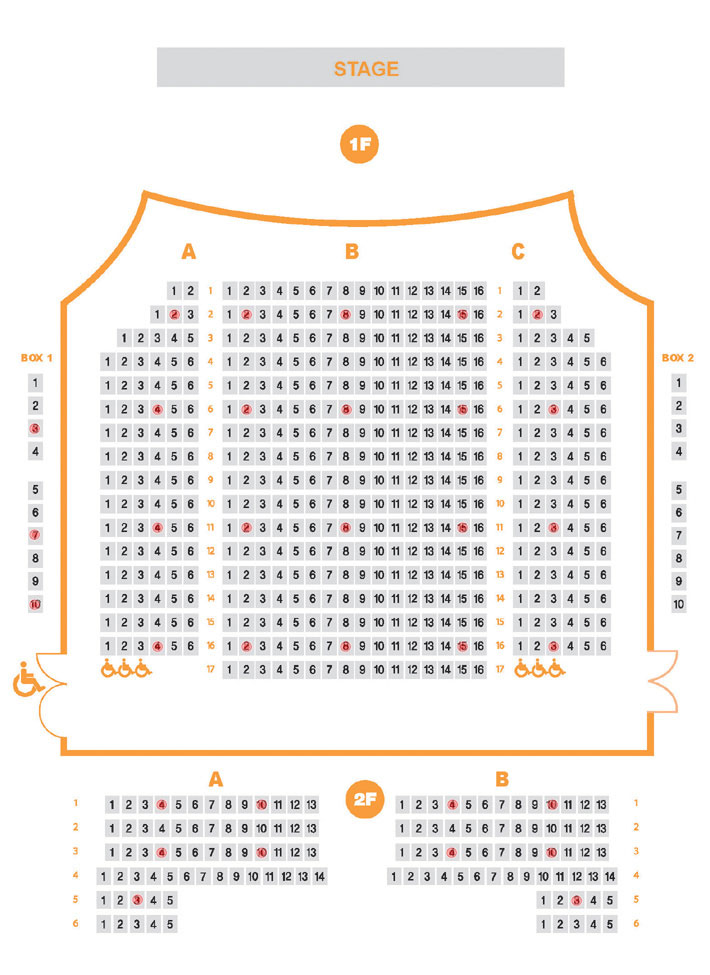 STAGE
1F
A B C
1 2 1 1 2 3 4 5 6 7 8 9 10 11 12 13 14 15 16 1 1 2
1 2 3 2 1 2 3 4 5 6 7 8 9 10 11 12 13 14 15 16 2 1 2 3
1 2 3 4 5 3 1 2 3 4 5 6 7 8 9 10 11 12 13 14 15 16 3 1 2 3 4 5
BOX 1 BOX 2
1 2 3 4 5 6 4 1 2 3 4 5 6 7 8 9 10 11 12 13 14 15 16 4 1 2 3 4 5 6
1 1 2 3 4 5 6 5 1 2 3 4 5 6 7 8 9 10 11 12 13 14 15 16 5 1 2 3 4 5 6 1
2 1 2 3 4 5 6 6 1 2 3 4 5 6 7 8 9 10 11 12 13 14 15 16 6 1 2 3 4 5 6 2
3 1 2 3 4 5 6 7 1 2 3 4 5 6 7 8 9 10 11 12 13 14 15 16 7 1 2 3 4 5 6 3
4 1 2 3 4 5 6 8 1 2 3 4 5 6 7 8 9 10 11 12 13 14 15 16 8 1 2 3 4 5 6 4
5 1 2 3 4 5 6 9 1 2 3 4 5 6 7 8 9 10 11 12 13 14 15 16 9 1 2 3 4 5 6 5
6 1 2 3 4 5 6 10 1 2 3 4 5 6 7 8 9 10 11 12 13 14 15 16 10 1 2 3 4 5 6 6
7 1 2 3 4 5 6 11 1 2 3 4 5 6 7 8 9 10 11 12 13 14 15 16 11 1 2 3 4 5 6 7
8 1 2 3 4 5 6 12 1 2 3 4 5 6 7 8 9 10 11 12 13 14 15 16 12 1 2 3 4 5 6 8
9 1 2 3 4 5 6 13 1 2 3 4 5 6 7 8 9 10 11 12 13 14 15 16 13 1 2 3 4 5 6 9
10 1 2 3 4 5 6 14 1 2 3 4 5 6 7 8 9 10 11 12 13 14 15 16 14 1 2 3 4 5 6 10
1 2 3 4 5 6 15 1 2 3 4 5 6 7 8 9 10 11 12 13 14 15 16 15 1 2 3 4 5 6
1 2 3 4 5 6 16 1 2 3 4 5 6 7 8 9 10 11 12 13 14 15 16 16 1 2 3 4 5 6
17 1 2 3 4 5 6 7 8 9 10 11 12 13 14 15 16 17
A 2F B
1 1 2 3 4 5 6 7 8 9 10 11 12 13 1 2 3 4 5 6 7 8 9 10 11 12 13 1
2 1 2 3 4 5 6 7 8 9 10 11 12 13 1 2 3 4 5 6 7 8 9 10 11 12 13 2
3 1 2 3 4 5 6 7 8 9 10 11 12 13 1 2 3 4 5 6 7 8 9 10 11 12 13 3
4 1 2 3 4 5 6 7 8 9 10 11 12 13 14 1 2 3 4 5 6 7 8 9 10 11 12 13 14 4
5 1 2 3 4 5 1 2 3 4 5 5
6 1 2 3 4 5 1 2 3 4 5 6